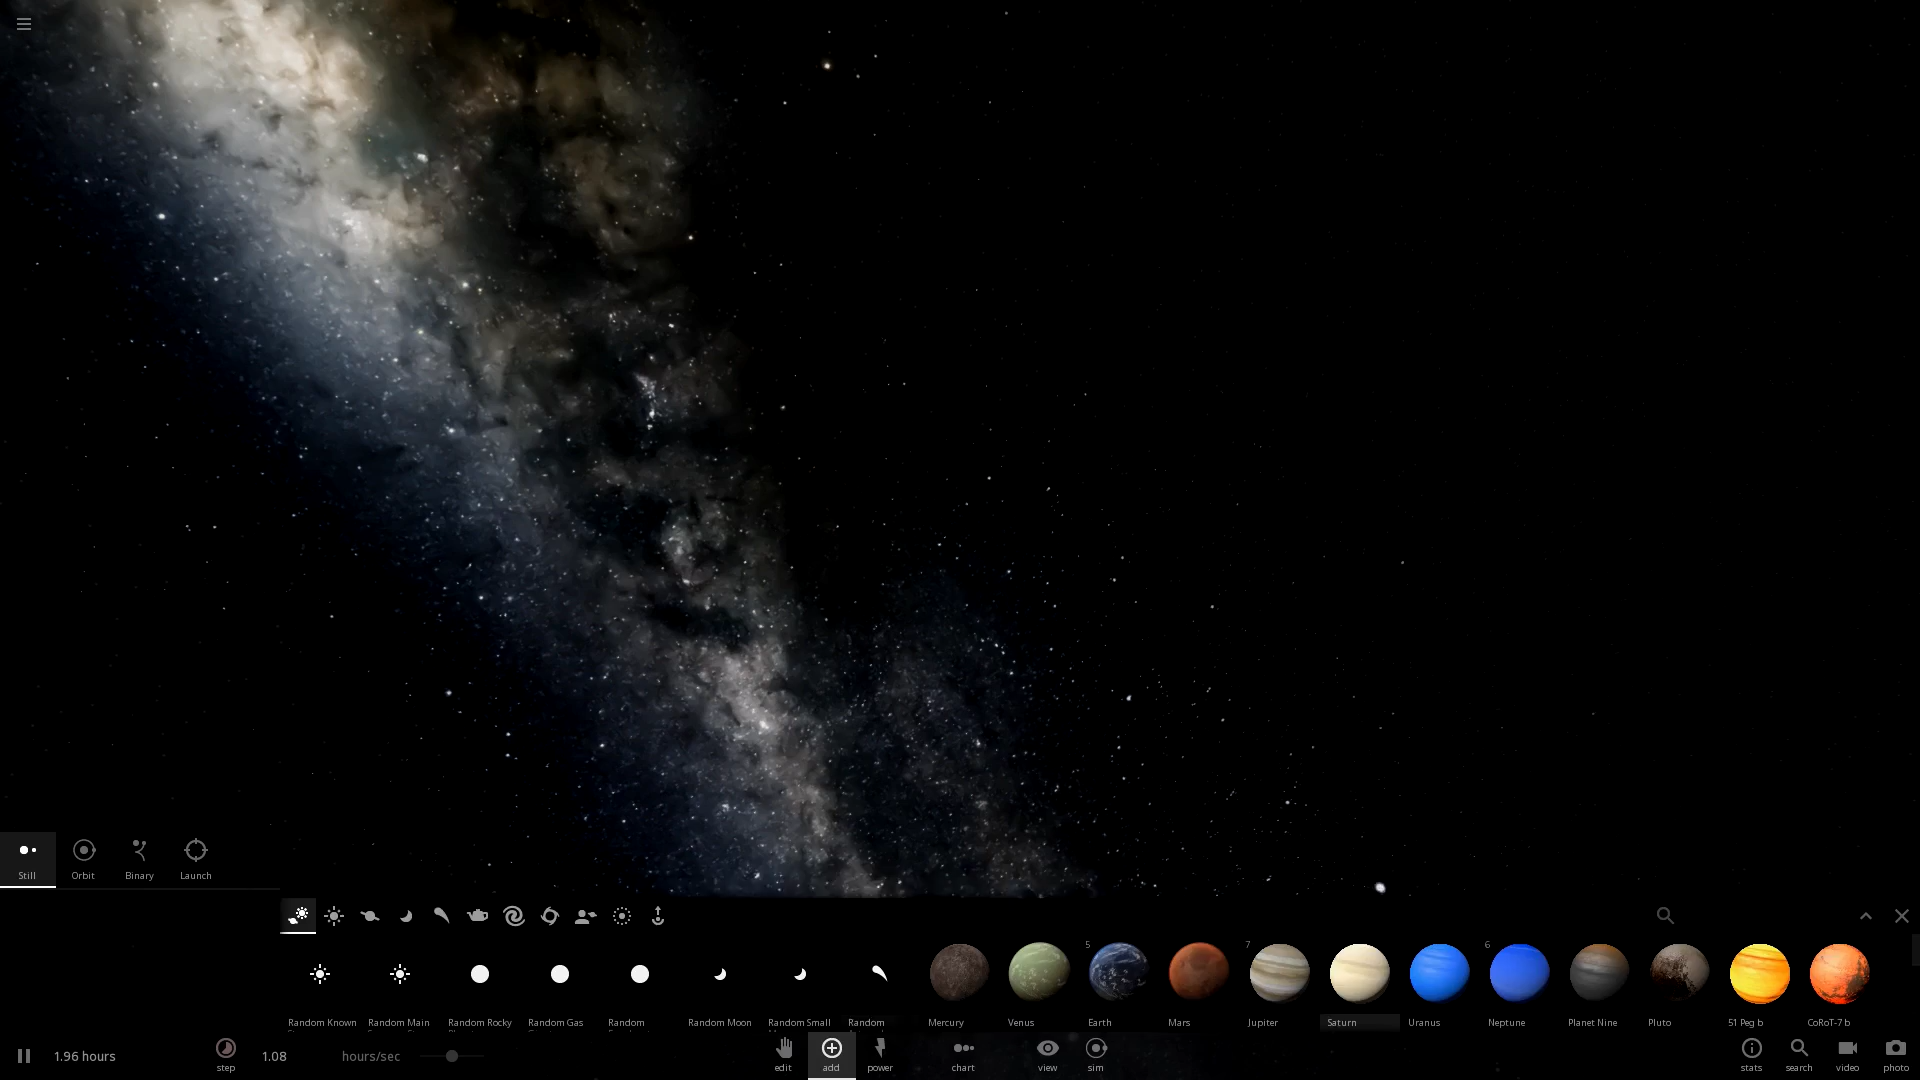 Still
Orbit
Binary
Launch
5
7
6
Random Known
Random Main
Random Rocky
Random Gas
Random
Random Moon
Random Small
Random
Mercury
Venus
Earth
Mars
Jupiter
Saturn
Uranus
Neptune
Planet Nine
Pluto
51 Peg b
CoRoT-7 b
1.96 hours
step
1.08
hours/sec
edit
add
power
chart
view
sim
stats
search
video
photo